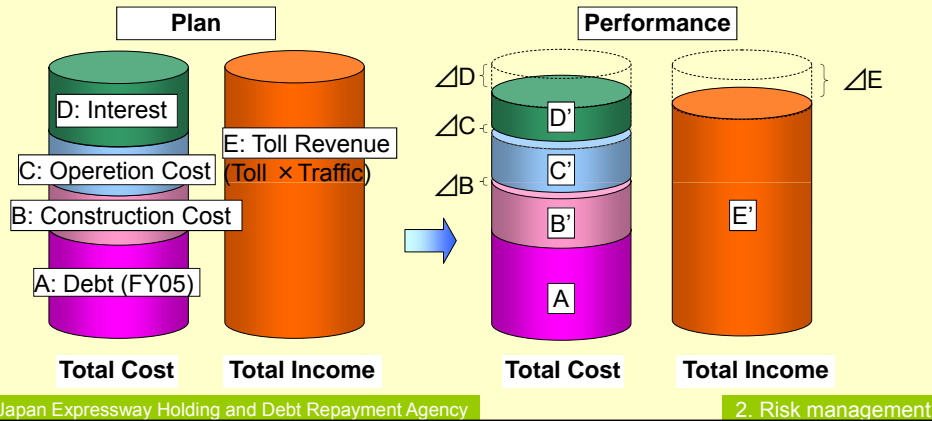 Plan
Performance
D: Interest
C: Operetion Cost
B: Construction Cost
A: Debt (FY05)
E: Toll Revenue
(Toll ×Traffic)
⊿D
⊿C
⊿B
D’
C’
B’
A
E’
⊿E
Total Cost
Total Income
Total Cost
Total Income
Japan Expressway Holding and Debt Repayment Agency
2. Risk management